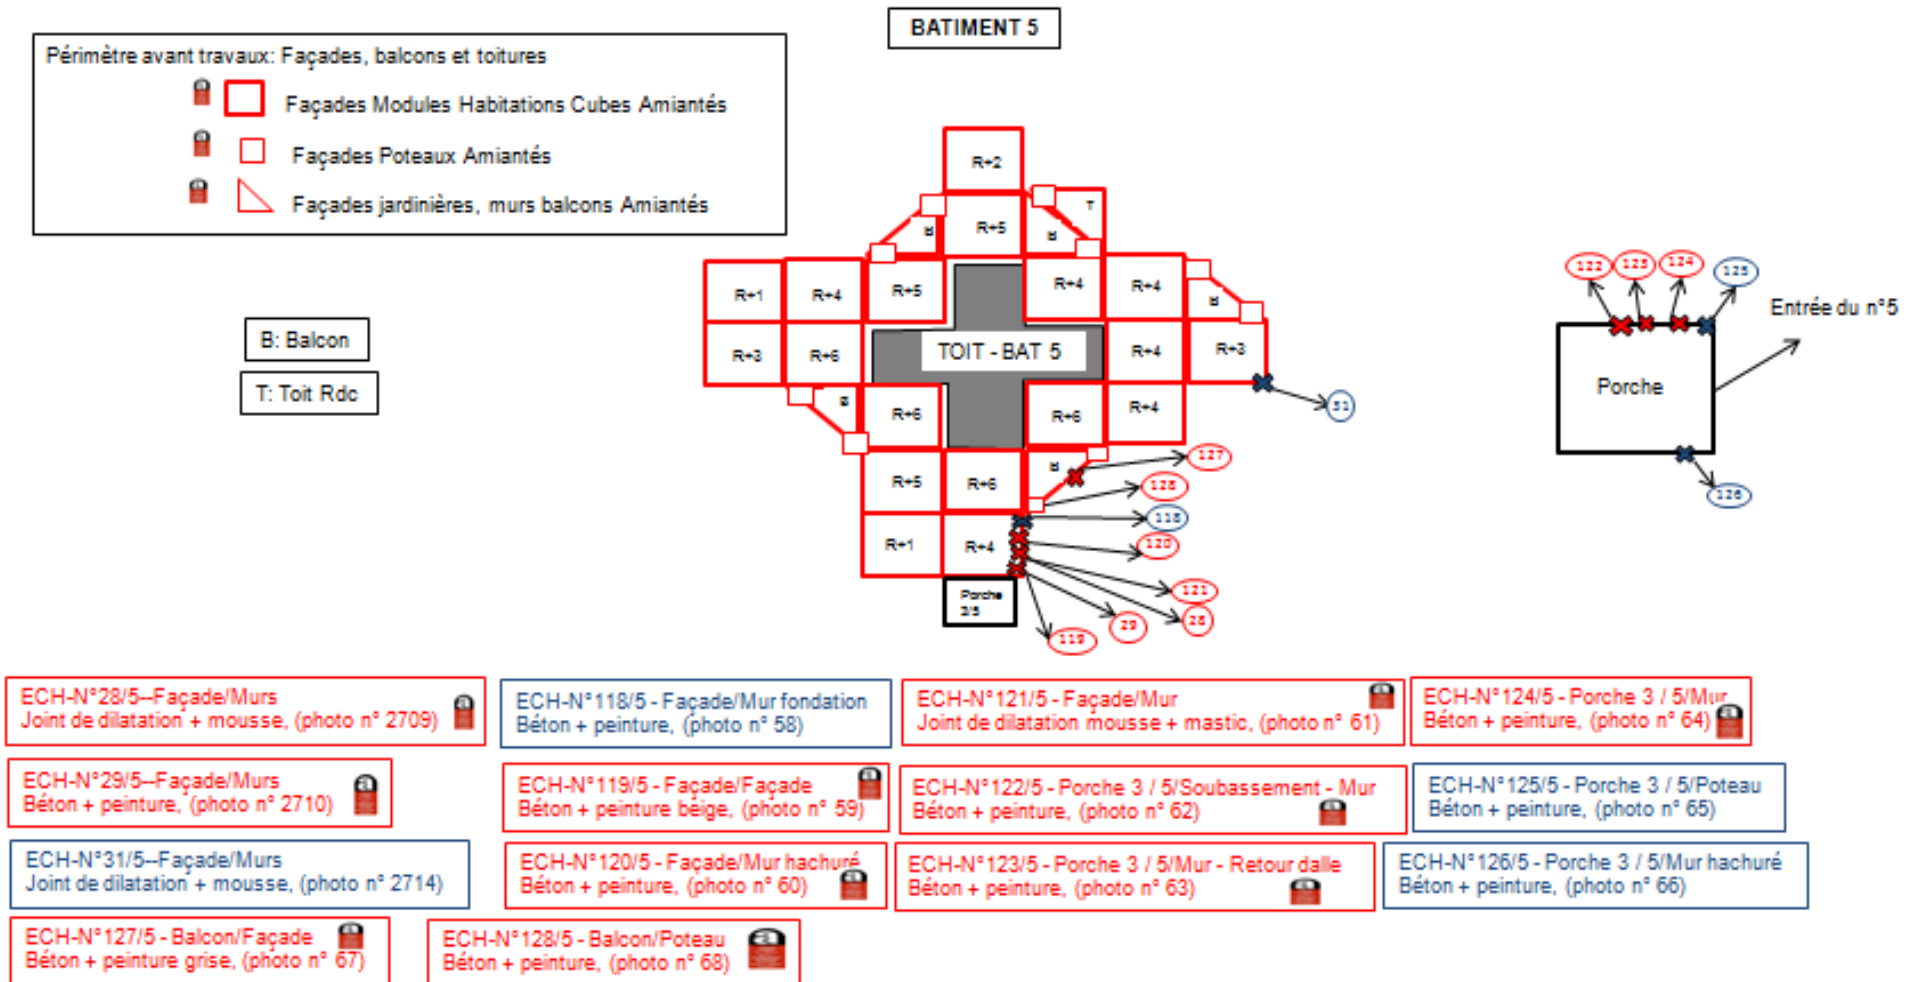 BATIMENT 5
Périmètre avant travaux: Façades, balcons et toitures
Façades Modules Habitations Cubes Amiantés
Façades Poteaux Amiantés
Façades jardinières, murs balcons Amiantés
B: Balcon
T: Toit Rdc
R+2
T
B
R+5
B
R+1
R+4
R+5
R+4
R+4
B
R+3
R+6
TOIT - BAT 5
R+4
R+3
B
R+6
R+6
R+4
31
R+5
R+6
B
127
128
118
R+1
R+4
120
Porche
3/5
121
28
29
119
122
123
124
125
Entrée du n°5
Porche
126
ECH-N°28/5--Façade/Murs
Joint de dilatation + mousse, (photo n° 2709)
ECH-N°118/5 - Façade/Mur fondation
Béton + peinture, (photo n° 58)
ECH-N°121/5 - Façade/Mur
Joint de dilatation mousse + mastic, (photo n° 61)
ECH-N°124/5 - Porche 3 / 5/Mur
Béton + peinture, (photo n° 64)
ECH-N°29/5--Façade/Murs
Béton + peinture, (photo n° 2710)
ECH-N°119/5 - Façade/Façade
Béton + peinture beige, (photo n° 59)
ECH-N°122/5 - Porche 3 / 5/Soubassement - Mur
Béton + peinture, (photo n° 62)
ECH-N°125/5 - Porche 3 / 5/Poteau
Béton + peinture, (photo n° 65)
ECH-N°31/5--Façade/Murs
Joint de dilatation + mousse, (photo n° 2714)
ECH-N°120/5 - Façade/Mur hachuré
Béton + peinture, (photo n° 60)
ECH-N°123/5 - Porche 3 / 5/Mur - Retour dalle
Béton + peinture, (photo n° 63)
ECH-N°126/5 - Porche 3 / 5/Mur hachuré
Béton + peinture, (photo n° 66)
ECH-N°127/5 - Balcon/Façade
Béton + peinture grise, (photo n° 67)
ECH-N°128/5 - Balcon/Poteau
Béton + peinture, (photo n° 68)